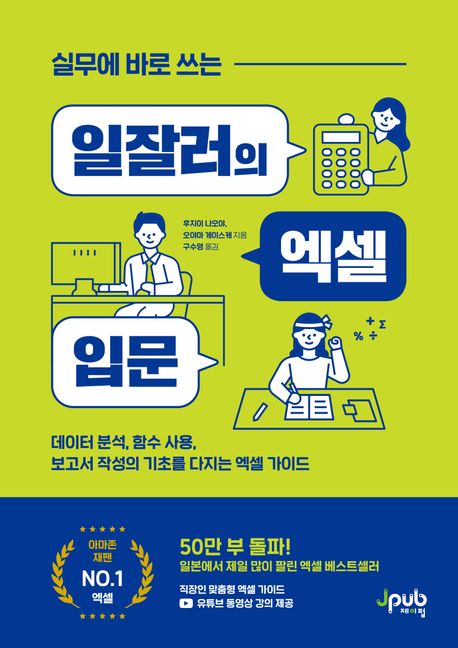 실무에 바로 쓰는
일잘러의
후지이 나오야,
오야마 게이스케 지음
구수영 옮김
엑셀
입문
+ Σ
% ÷
데이터 분석, 함수 사용,
보고서 작성의 기초를 다지는 엑셀 가이드
아마존
재팬
NO.1
엑셀
50만 부 돌파!
일본에서 제일 많이 팔린 엑셀 베스트셀러
직장인 맞춤형 엑셀 가이드
유튜브 동영상 강의 제공
Jpub
제이펍